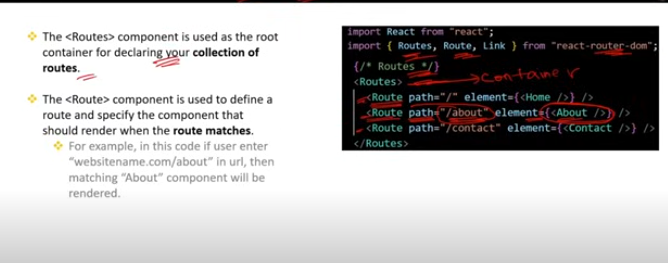 The <Routes> component is used as the root
container for declaring your collection of
routes.
The <Route> component is used to define a
route and specify the component that
should render when the route matches.
For example, in this code if user enter
"websitename.com/about" in url, then
matching "About" component will be
rendered.
import React from "react";
import { Routes, Route, Link } from "react-router-dom";
{/* Routes */}
<Routes> container
<Route path="/" element={<Home />} />
<Route path="/about" element={<About />} />
<Route path="/contact" element={<Contact />} />
</Routes>